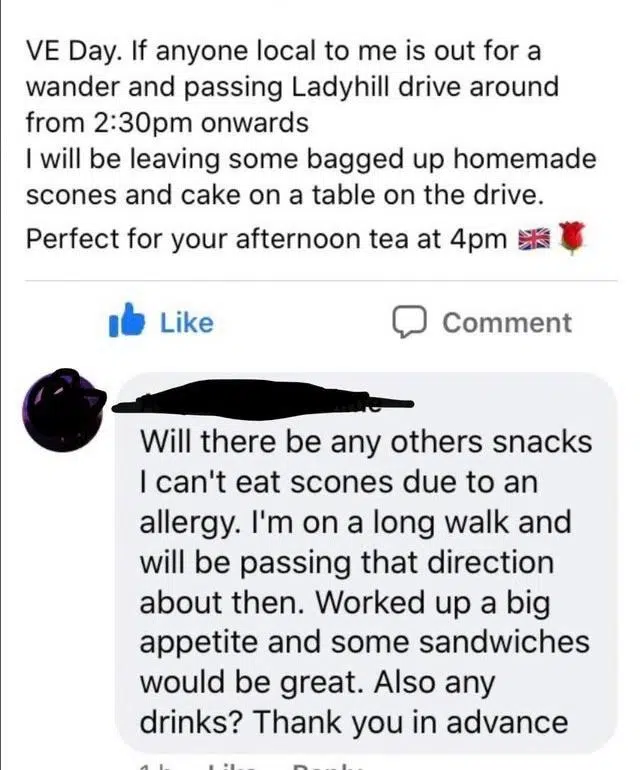 VE Day. If anyone local to me is out for a
wander and passing Ladyhill drive around
from 2:30pm onwards
I will be leaving some bagged up homemade
scones and cake on a table on the drive.
Perfect for your afternoon tea at 4pm 🇬🇧🌹
Like
Comment
Will there be any others snacks
I can't eat scones due to an
allergy. I'm on a long walk and
will be passing that direction
about then. Worked up a big
appetite and some sandwiches
would be great. Also any
drinks? Thank you in advance